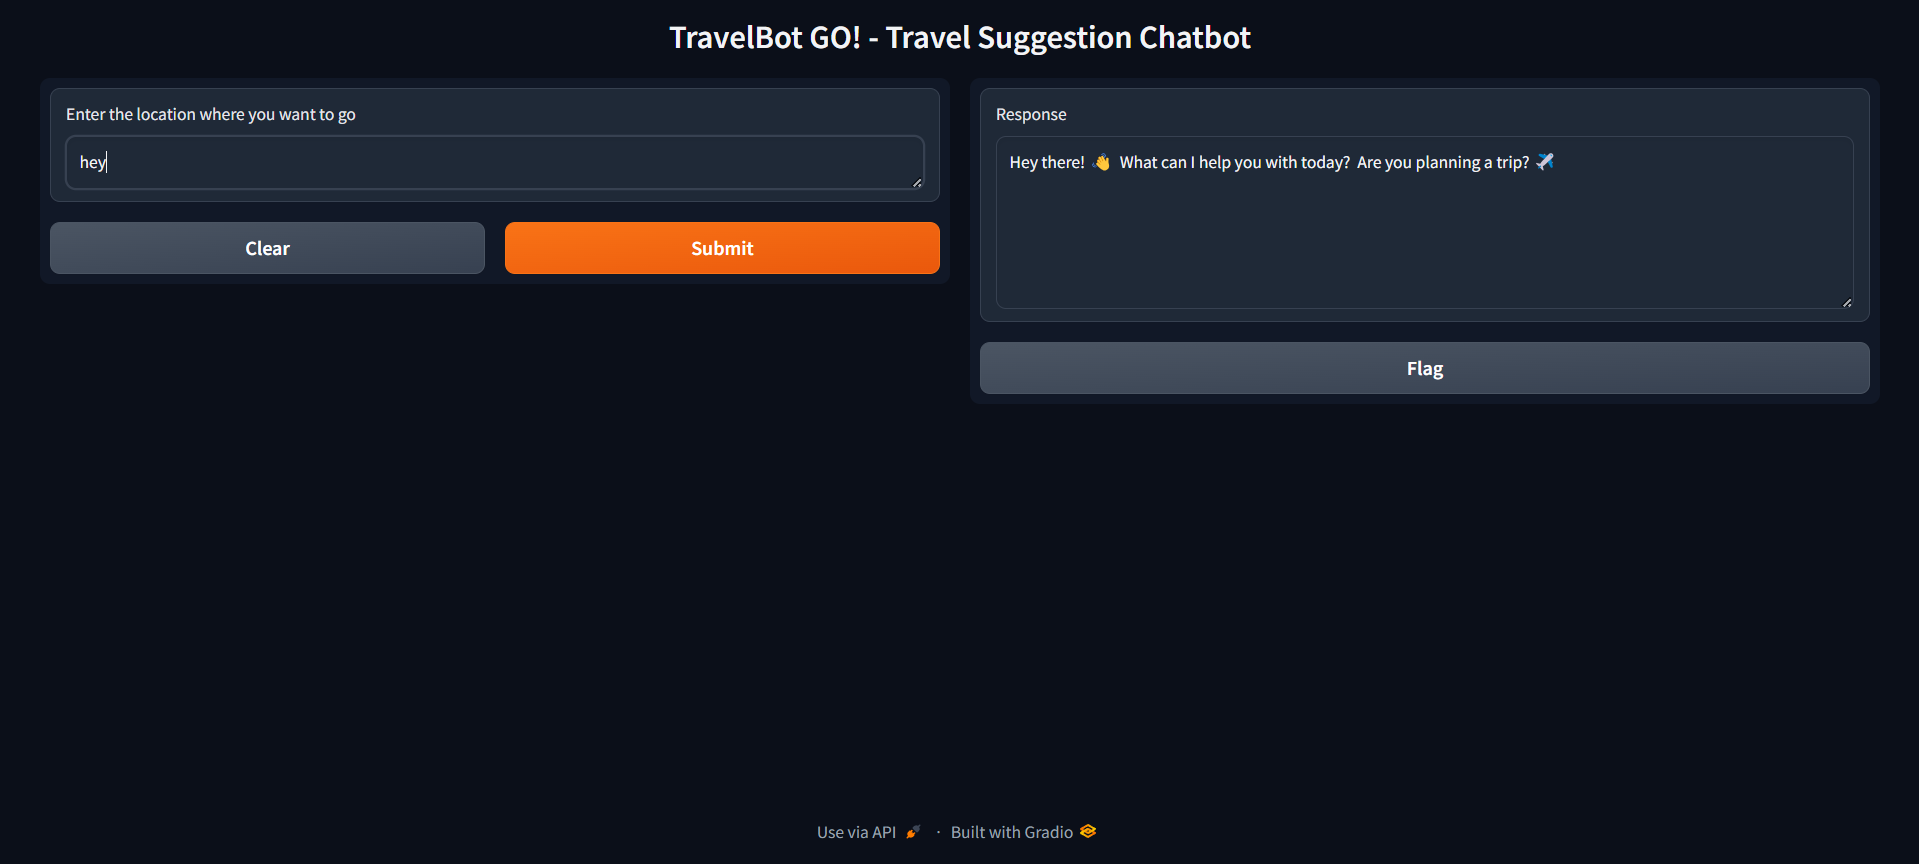 TravelBot GO! - Travel Suggestion Chatbot
Enter the location where you want to go
hey
Clear
Submit
Response
Hey there! 👋 What can I help you with today? Are you planning a trip? ✈️
Flag
Use via API 🚀 · Built with Gradio